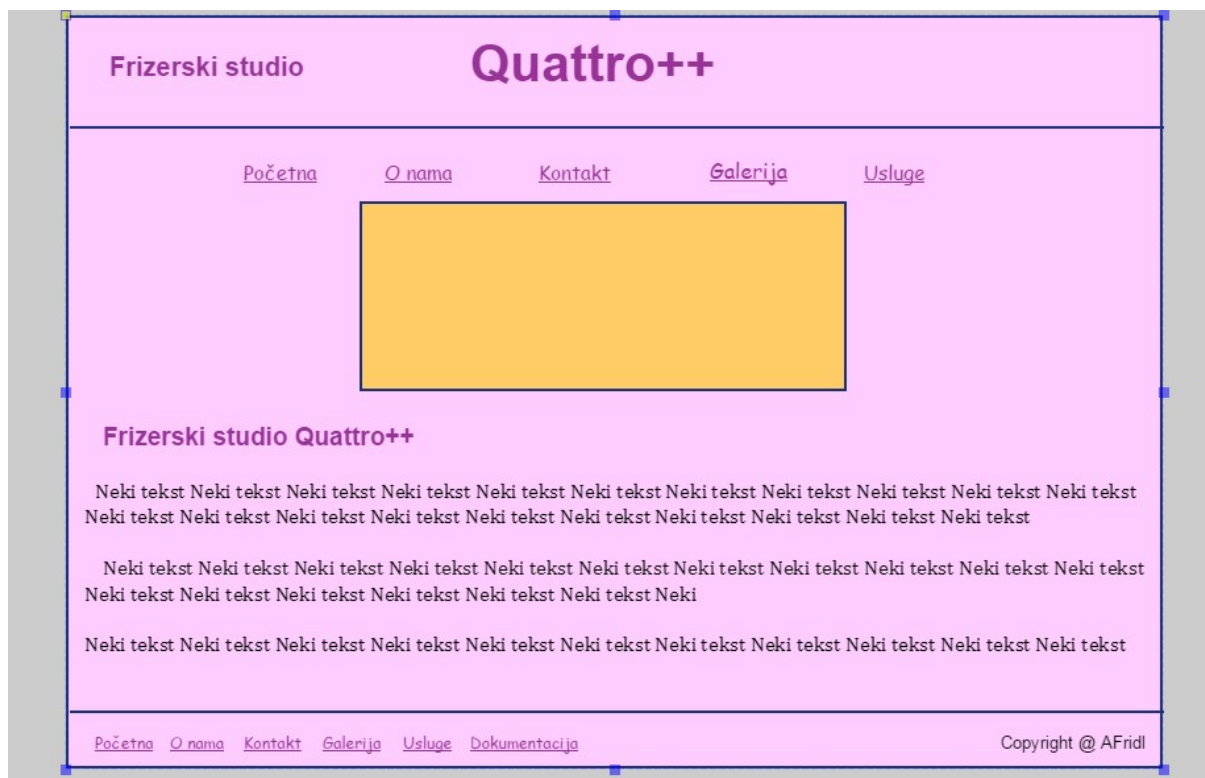 Frizerski studio Quattro++
Početna O nama Kontakt Galerija Usluge
Frizerski studio Quattro++
Neki tekst Neki tekst Neki tekst Neki tekst Neki tekst Neki tekst Neki tekst Neki tekst Neki tekst Neki tekst Neki tekst
Neki tekst Neki tekst Neki tekst Neki tekst Neki tekst Neki tekst Neki tekst Neki tekst Neki tekst Neki tekst
Neki tekst Neki tekst Neki tekst Neki tekst Neki tekst Neki tekst Neki tekst Neki tekst Neki tekst Neki tekst Neki tekst
Neki tekst Neki tekst Neki tekst Neki tekst Neki tekst Neki tekst Neki
Neki tekst Neki tekst Neki tekst Neki tekst Neki tekst Neki tekst Neki tekst Neki tekst Neki tekst Neki tekst Neki tekst
Početna O nama Kontakt Galerija Usluge Dokumentacija Copyright @ AFridl